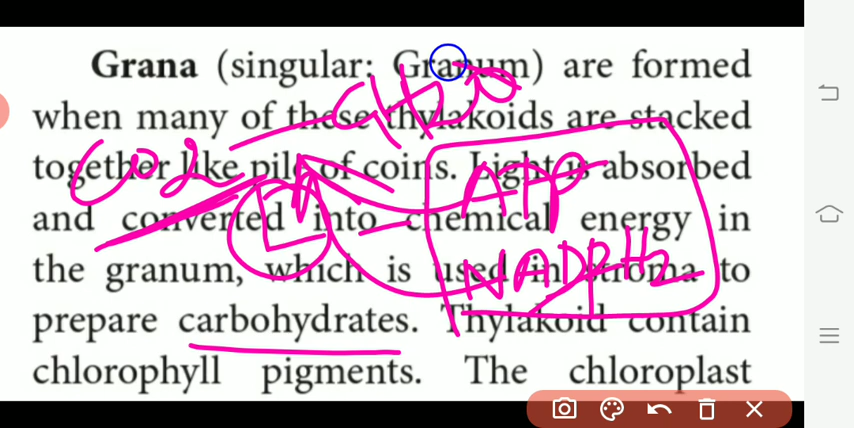 Grana (singular: Granum) are formed
when many of these thylakoids are stacked
together like pile of coins. Light is absorbed
and converted into chemical energy in
the granum, which is used in stroma to
prepare carbohydrates. Thylakoid contain
chlorophyll pigments. The chloroplast
ATP
NADPH2